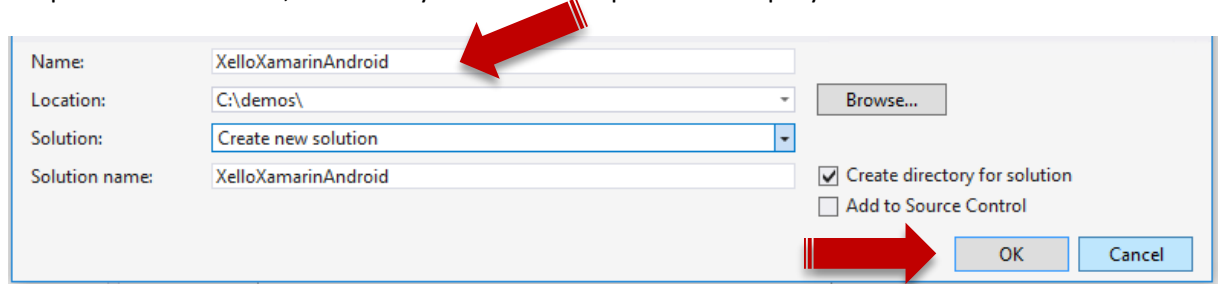 Name: XelloXamarinAndroid
Location: C:\demos\ Browse...
Solution: Create new solution
Solution name: XelloXamarinAndroid Create directory for solution
Add to Source Control
OK Cancel